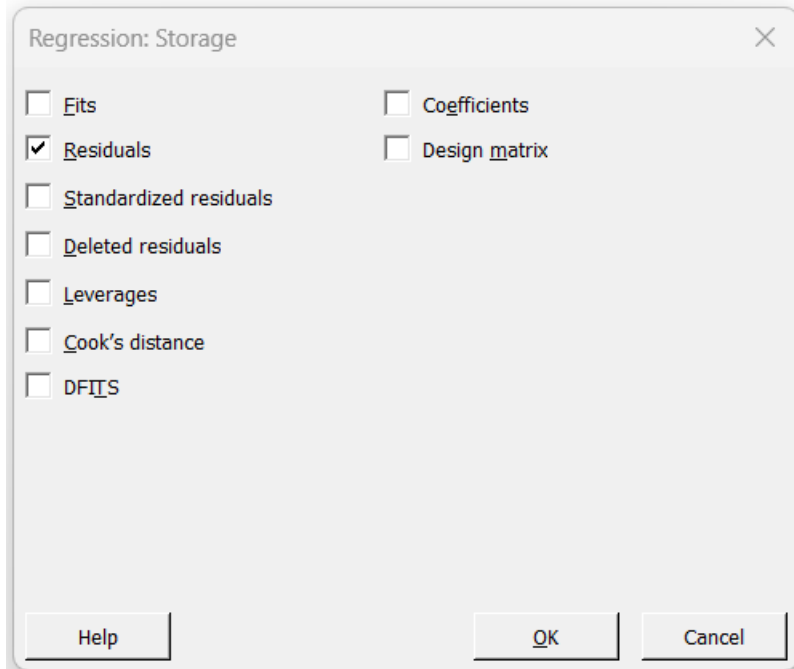 Regression: Storage
Fits
Coefficients
Residuals
Design matrix
Standardized residuals
Deleted residuals
Leverages
Cook's distance
DFITS
Help
OK
Cancel